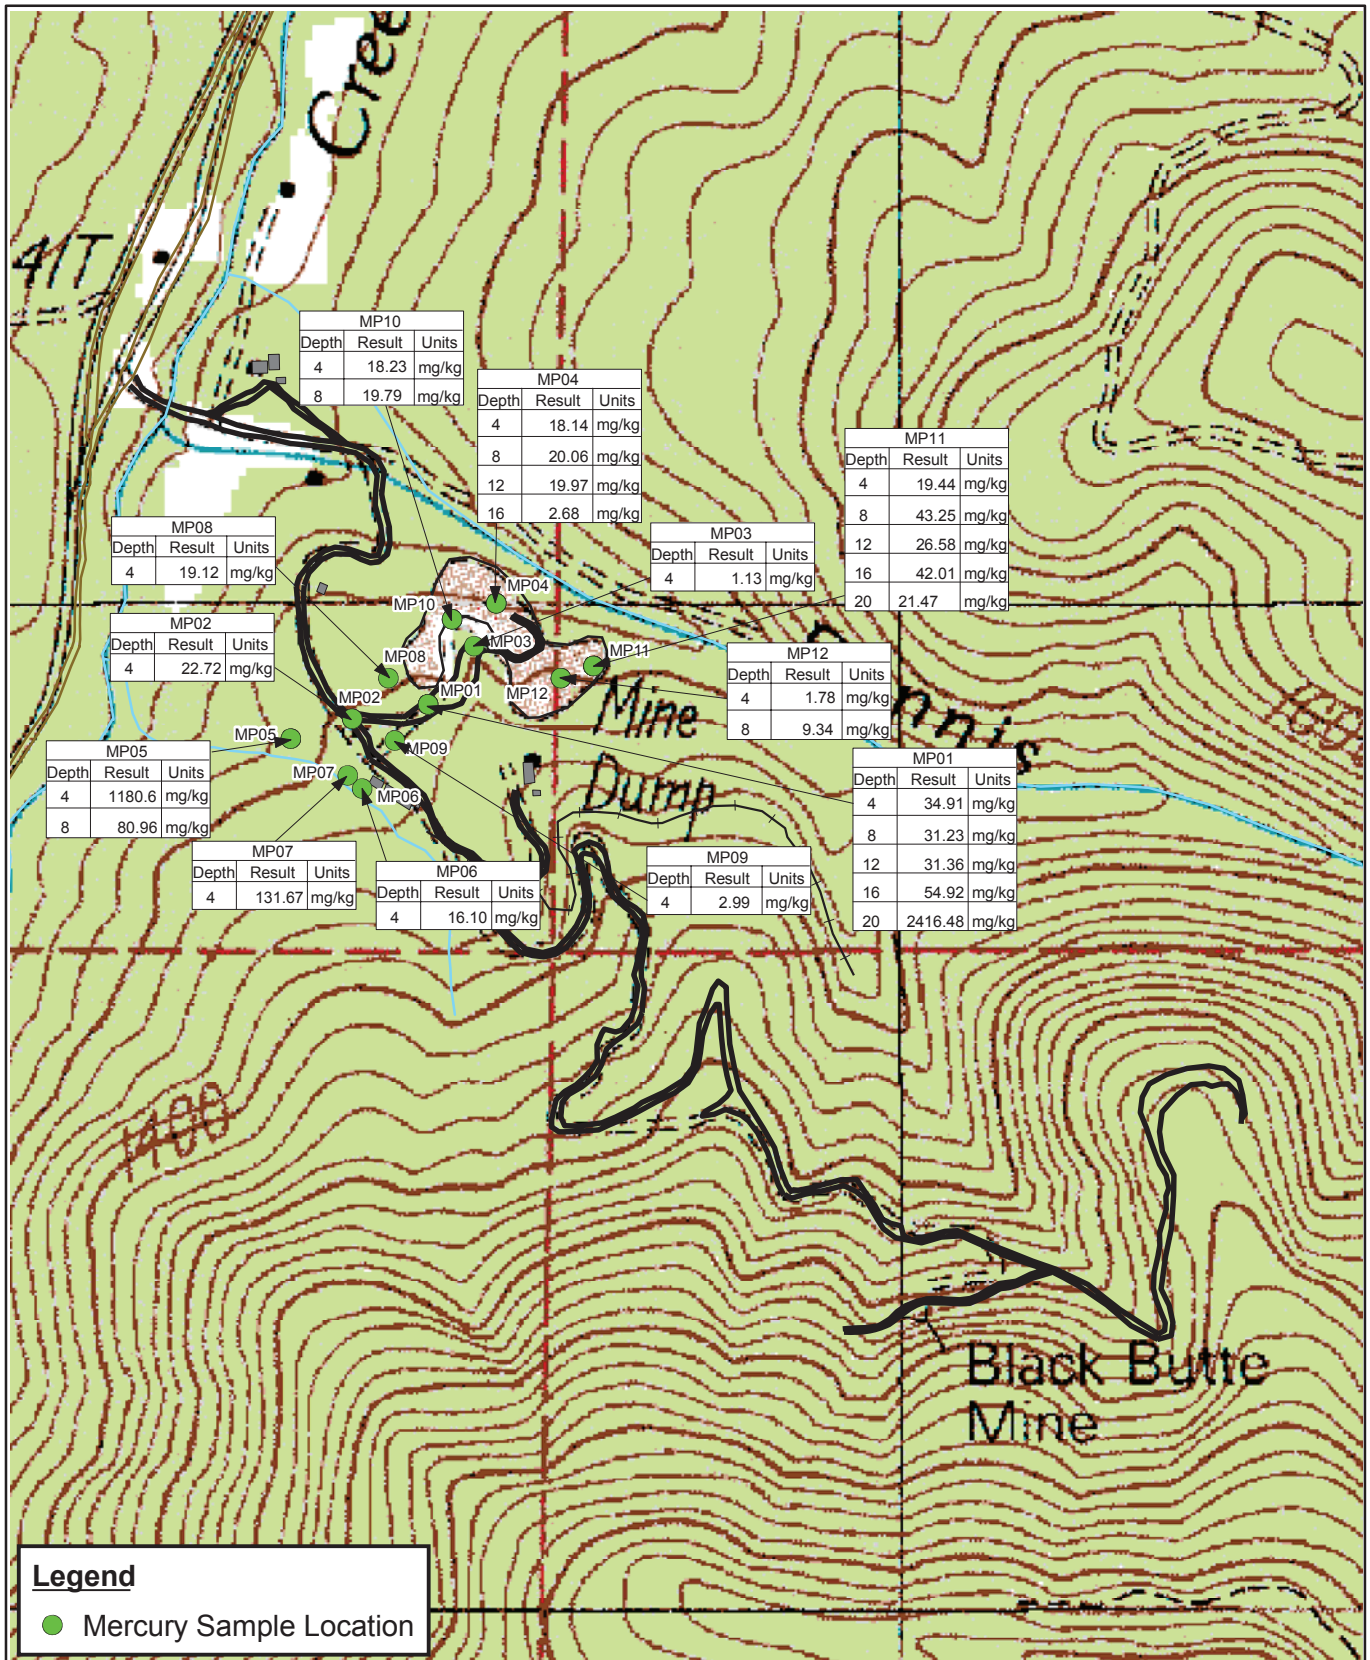 Cree
41T
MP10
Depth Result Units
4 18.23 mg/kg
8 19.79 mg/kg
MP04
Depth Result Units
4 18.14 mg/kg
8 20.06 mg/kg
12 19.97 mg/kg
16 2.68 mg/kg
MP11
Depth Result Units
4 19.44 mg/kg
8 43.25 mg/kg
12 26.58 mg/kg
16 42.01 mg/kg
20 21.47 mg/kg
MP08
Depth Result Units
4 19.12 mg/kg
MP03
Depth Result Units
4 1.13 mg/kg
MP02
Depth Result Units
4 22.72 mg/kg
MP12
Depth Result Units
4 1.78 mg/kg
8 9.34 mg/kg
MP04
MP10
MP03
MP08
MP11
MP12
MP01
MP02
MP05
MP09
MP07
MP06
Mine
Dump
1600
MP05
Depth Result Units
4 1180.6 mg/kg
8 80.96 mg/kg
MP01
Depth Result Units
4 34.91 mg/kg
8 31.23 mg/kg
12 31.36 mg/kg
16 54.92 mg/kg
20 2416.48 mg/kg
MP07
Depth Result Units
4 131.67 mg/kg
MP06
Depth Result Units
4 16.10 mg/kg
MP09
Depth Result Units
4 2.99 mg/kg
1400
Black Butte
Mine
Legend
Mercury Sample Location